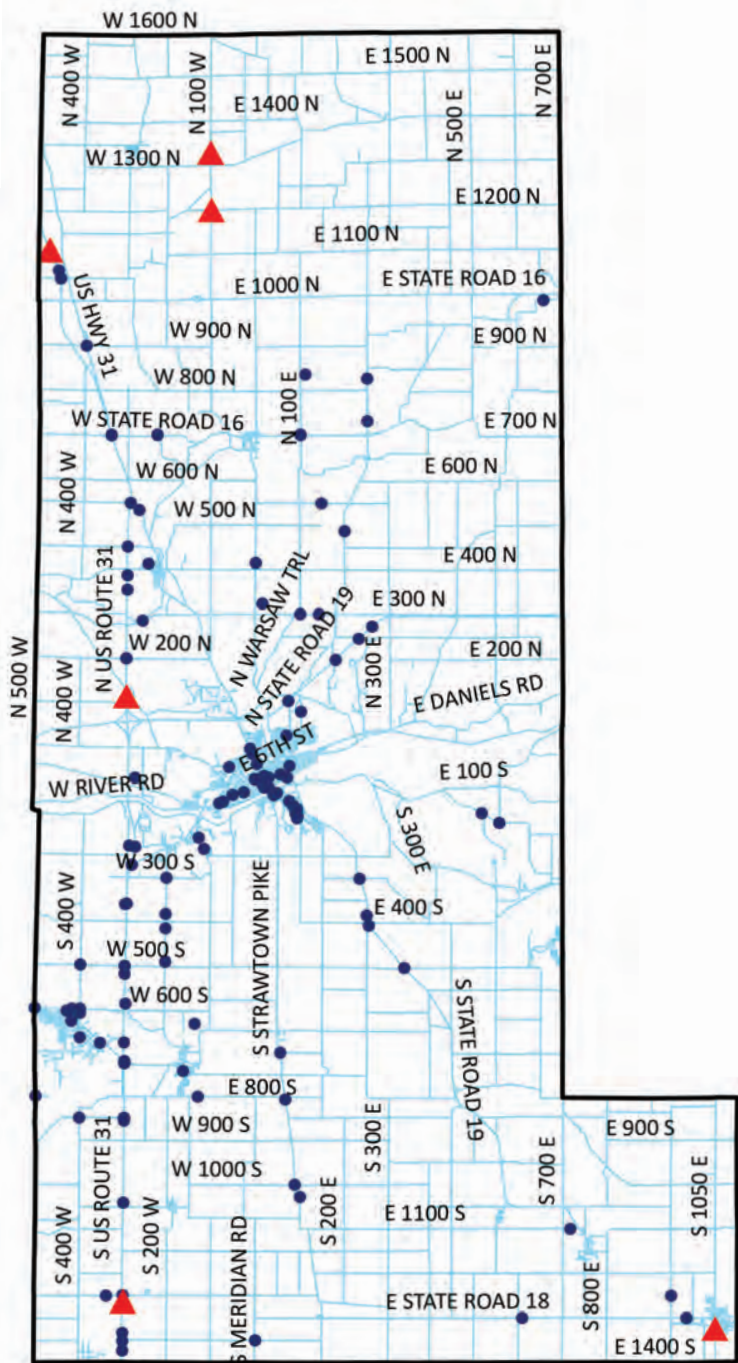 W 1600 N
E 1500 N
N 400 W
N 100 W
N 700 E
E 1400 N
N 500 E
W 1300 N
E 1200 N
E 1100 N
E STATE ROAD 16
E 1000 N
US HWY 31
W 900 N
E 900 N
W 800 N
N 100 E
W STATE ROAD 16
E 700 N
E 600 N
W 600 N
N 400 W
W 500 N
E 400 N
N WARSAW TRL
N STATE ROAD 19
E 300 N
N US ROUTE 31
W 200 N
E 200 N
N 300 E
N 500 W
N 400 W
E DANIELS RD
E 6TH ST
E 100 S
W RIVER RD
S 300 E
W 300 S
S 400 W
S STRAWTOWN PIKE
E 400 S
W 500 S
W 600 S
S STATE ROAD 19
E 800 S
W 900 S
E 900 S
S 300 E
W 1000 S
S 700 E
S 1050 E
S US ROUTE 31
S 200 E
E 1100 S
S 400 W
S 200 W
S MERIDIAN RD
E STATE ROAD 18
S 800 E
E 1400 S